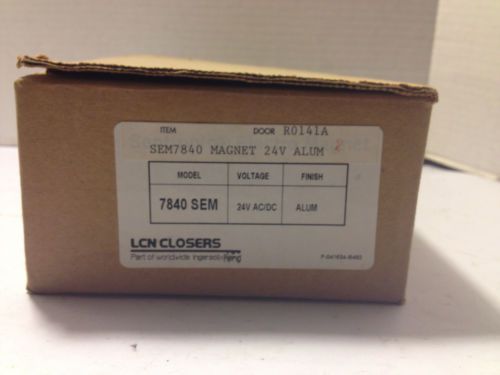 ITEM DOOR R0141A
SEM7840 MAGNET 24V ALUM 2
MODEL VOLTAGE FINISH
7840 SEM 24V AC/DC ALUM
LCN CLOSERS
Part of worldwide Ingersoll-Rand